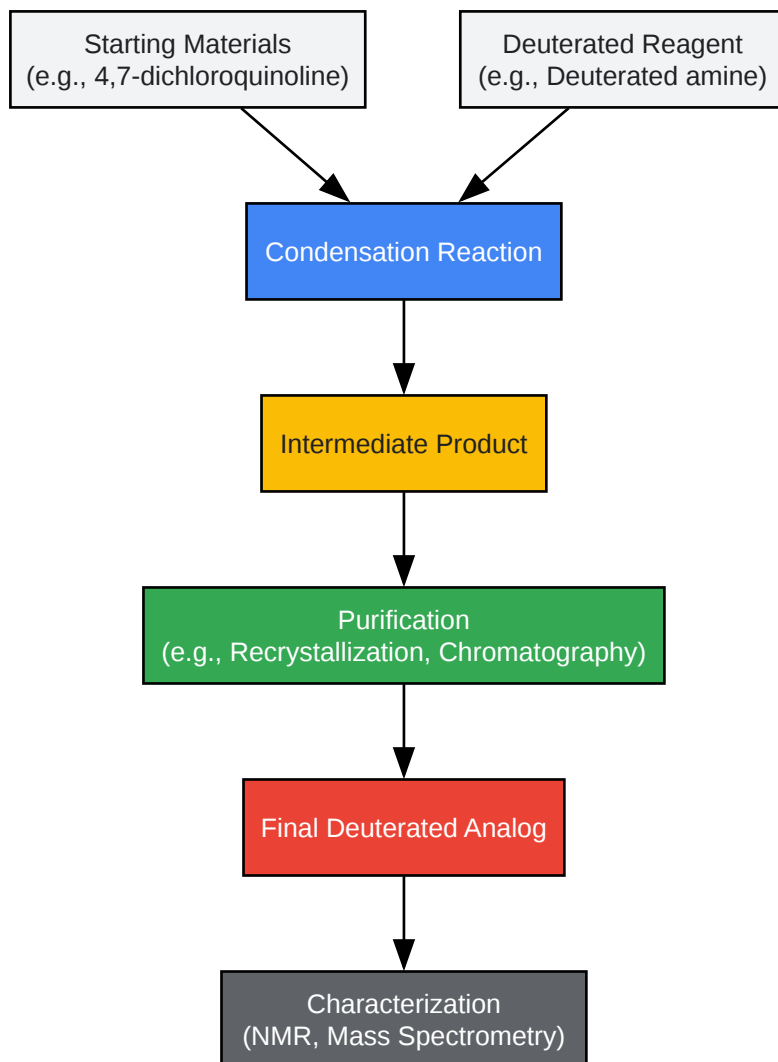 Starting Materials
(e.g., 4,7-dichloroquinoline)
Deuterated Reagent
(e.g., Deuterated amine)
Condensation Reaction
Intermediate Product
Purification
(e.g., Recrystallization, Chromatography)
Final Deuterated Analog
Characterization
(NMR, Mass Spectrometry)